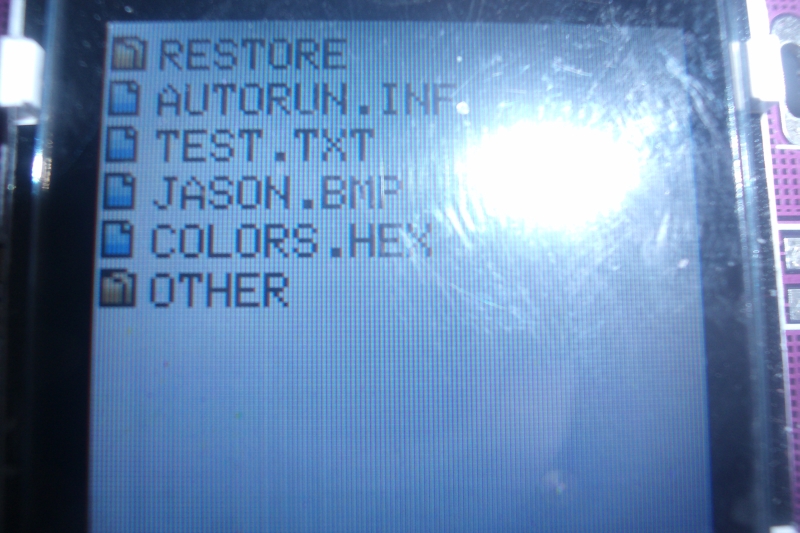 RESTORE
AUTORUN.INF
TEST.TXT
JASON.BMP
COLORS.HEX
OTHER